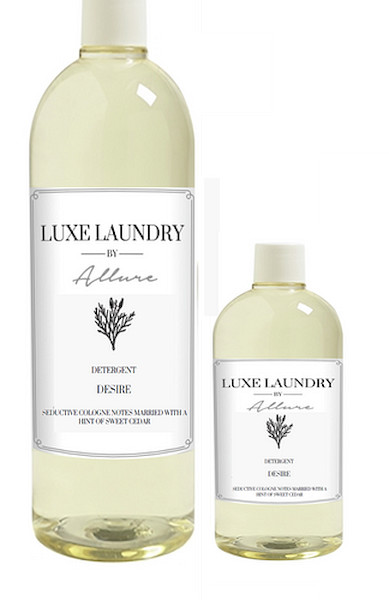 LUXE LAUNDRY
BY
Allure
DETERGENT
DESIRE
SEDUCTIVE COLOGNE NOTES MARRIED WITH A
HINT OF SWEET CEDAR
LUXE LAUNDRY
BY
Allure
DETERGENT
DESIRE
SEDUCTIVE COLOGNE NOTES MARRIED WITH A
HINT OF SWEET CEDAR